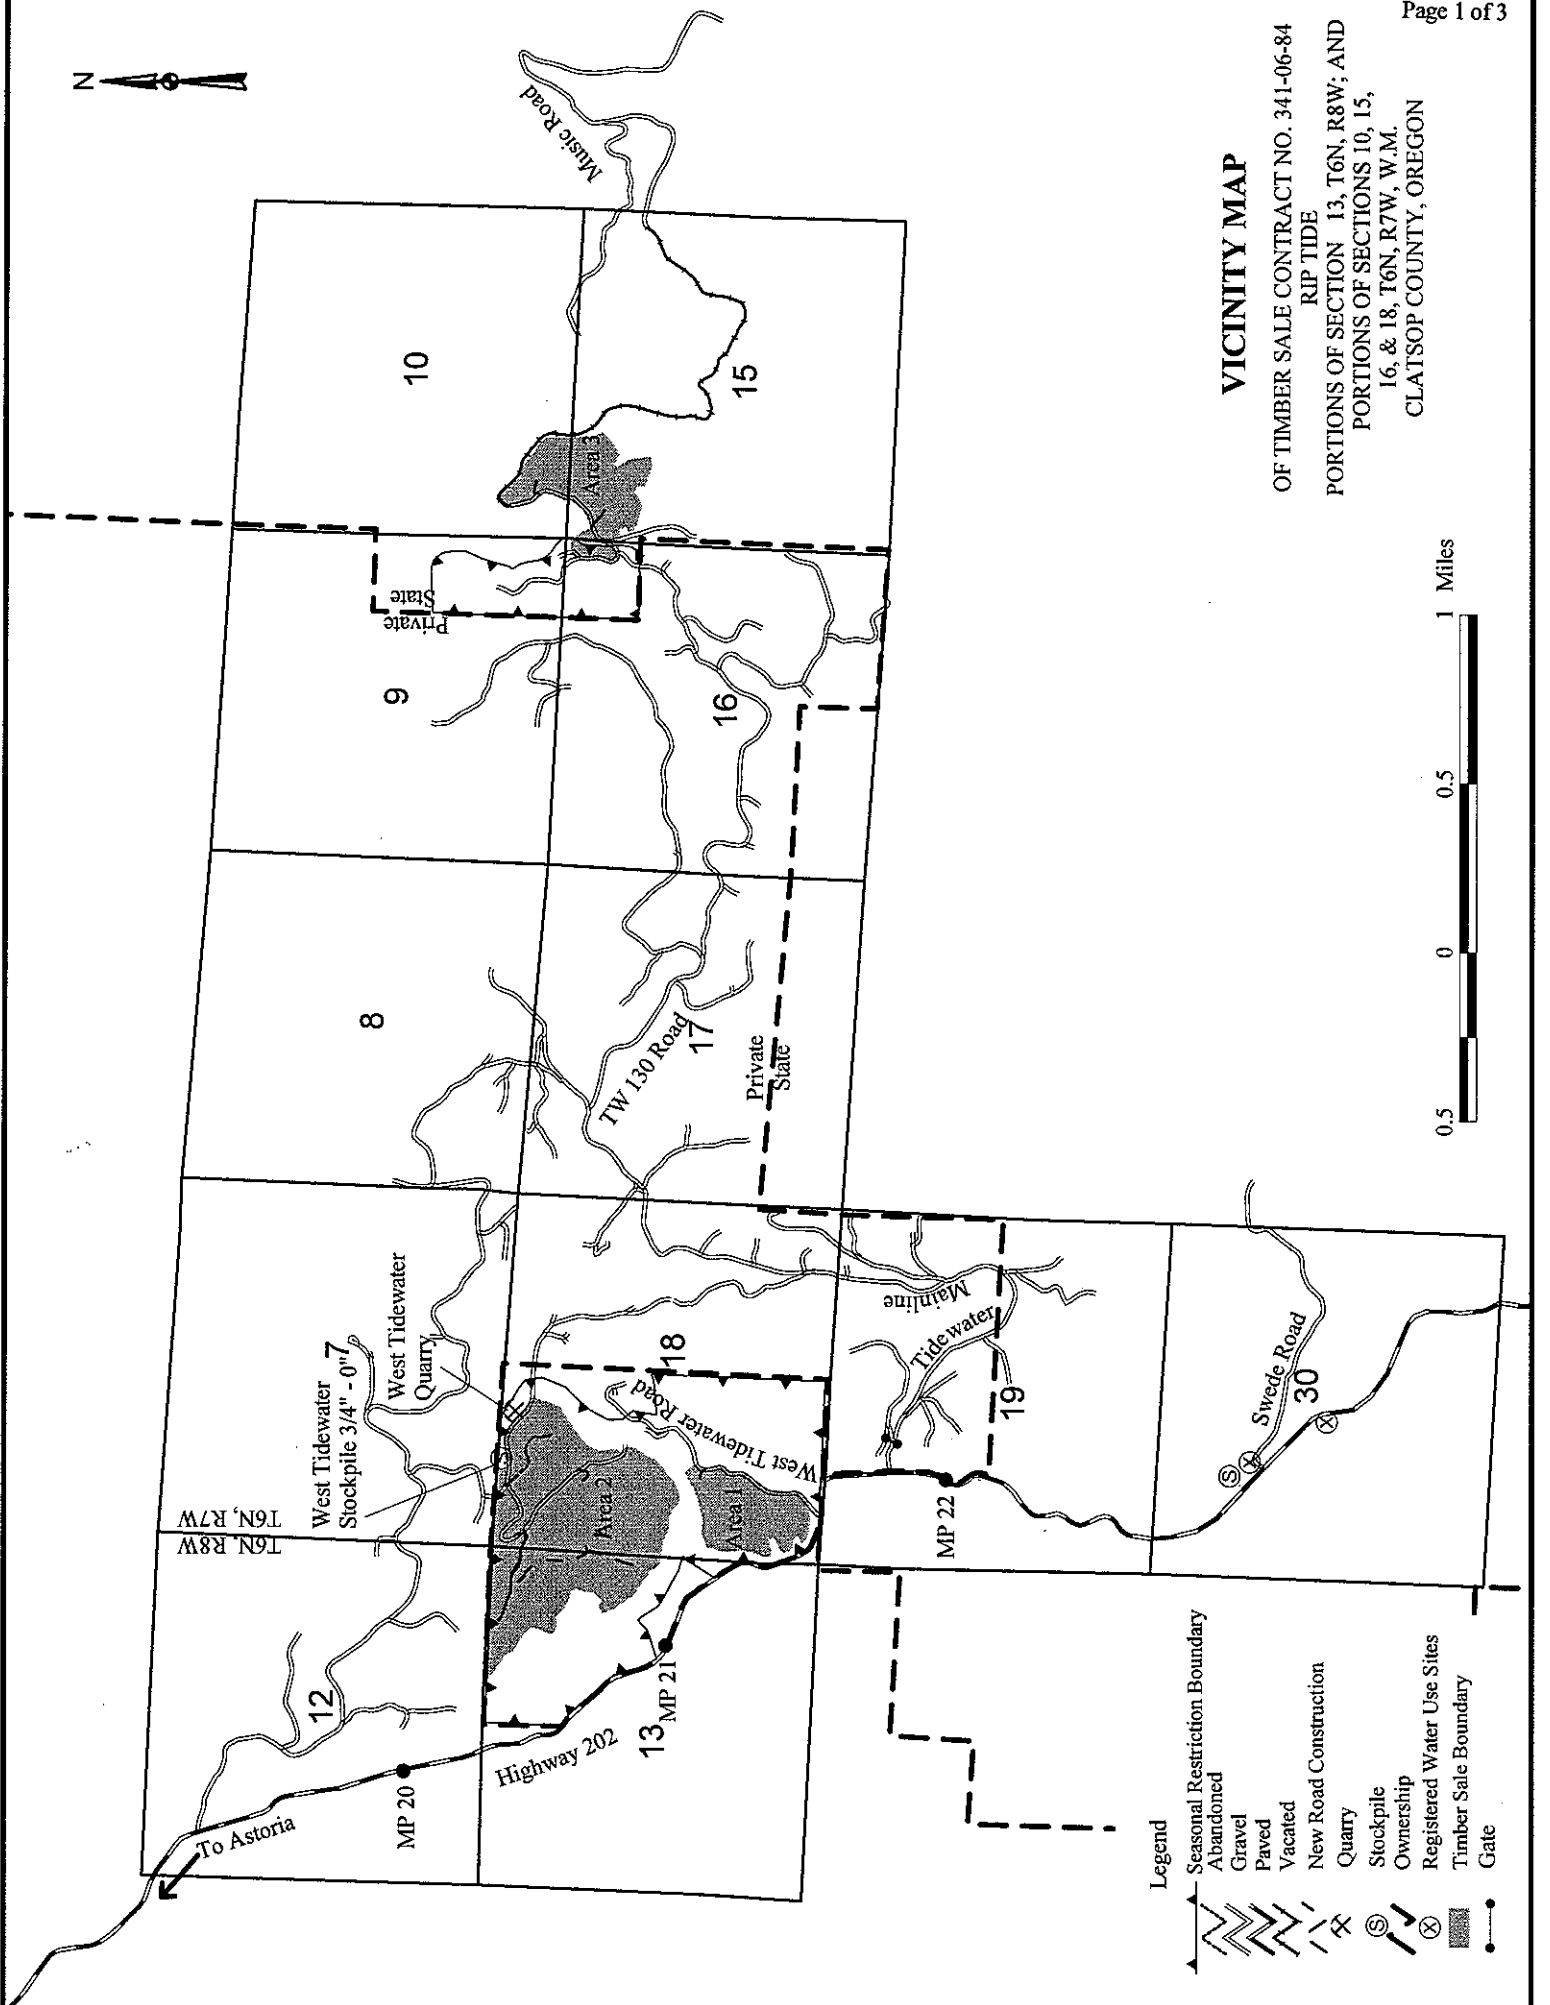 Page 1 of 3
N
VICINITY MAP
OF TIMBER SALE CONTRACT NO. 341-06-84
RIP TIDE
PORTIONS OF SECTION 13, T6N, R8W; AND
PORTIONS OF SECTIONS 10, 15,
16, & 18, T6N, R7W, W.M.
CLATSOP COUNTY, OREGON
To Astoria
MP 20
12
Highway 202
13
MP 21
T6N, R8W
T6N, R7W
West Tidewater
Stockpile 3/4" - 0"
7
West Tidewater
Quarry
Area 2
Area 1
West Tidewater Road
18
MP 22
Tidewater
Mainline
19
Swede Road
30
8
TW 130 Road
17
Private
State
9
Private
State
16
10
Area 3
15
Music Road
Legend
Seasonal Restriction Boundary
Abandoned
Gravel
Paved
Vacated
New Road Construction
Quarry
S
Stockpile
Ownership
X
Registered Water Use Sites
Timber Sale Boundary
Gate
S
X
X
S
0.5
0
0.5
1 Miles